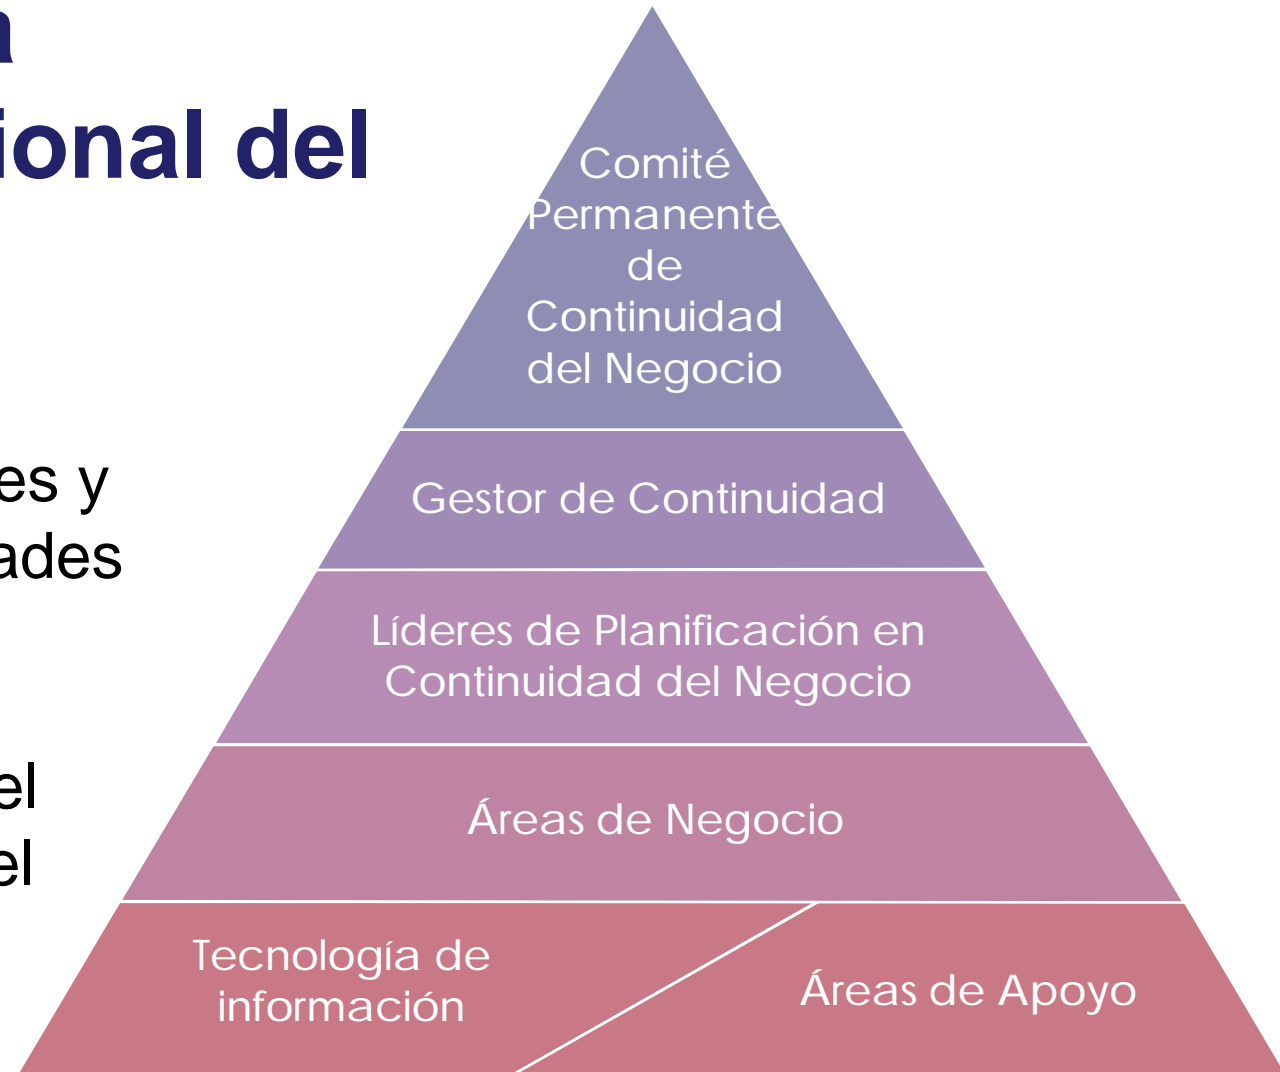 a
ional del
es y
ades
el
el
Comité
Permanente
de
Continuidad
del Negocio
Gestor de Continuidad
Líderes de Planificación en
Continuidad del Negocio
Áreas de Negocio
Tecnología de
información
Áreas de Apoyo